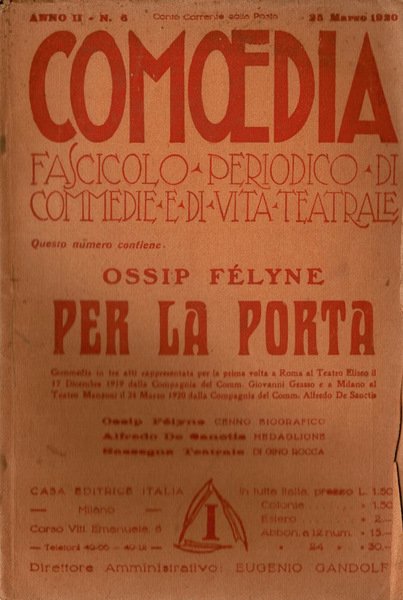 ANNO II - N. 6 Conto Corrente colla Posta 25 Marzo 1920
COMŒDIA
FASCICOLO · PERIODICO · DI
COMMEDIE · E · DI · VITA · TEATRALE
Questo número contiene.
OSSIP FÉLYNE
PER LA PORTA
Commedia in tre atti rappresentata per la prima volta a Roma al Teatro Eliseo il
17 Dicembre 1919 dalla Compagnia del Comm. Giovanni Grasso e a Milano al
Teatro Manzoni il 24 Marzo 1920 dalla Compagnia del Comm. Alfredo De Sanctis
Ossip Félyne CENNO BIOGRAFICO
Alfredo De Sanctis MEDAGLIONE
Rassegna Teatrale DI GINO ROCCA
CASA EDITRICE ITALIA
— Milano —
Corso Vitt. Emanuele, 8
— Telefoni
I
In tutta Italia, presso L. 1.50
Colonie . . . . » 1.50
Estero . . . . » 2.—
Abbon. a 12 num. » 15.—
» 24 » 30.—
Direttore Amministrativo: EUGENIO GANDOLF